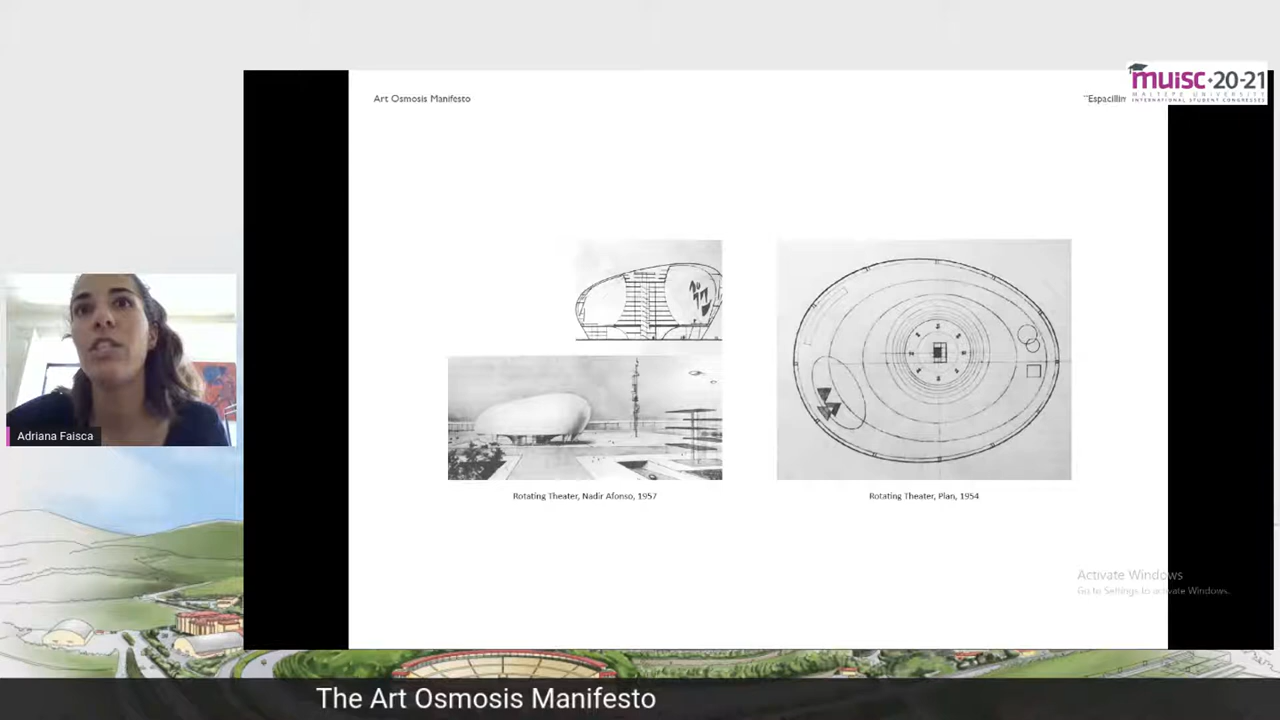 muisc·20-21
MALTEPE UNIVERSITY
INTERNATIONAL STUDENT CONGRESSES
Art Osmosis Manifesto
Adriana Faisca
Rotating Theater, Nadir Afonso, 1957
Rotating Theater, Plan, 1954
Activate Windows
Go to Settings to activate Windows.
The Art Osmosis Manifesto